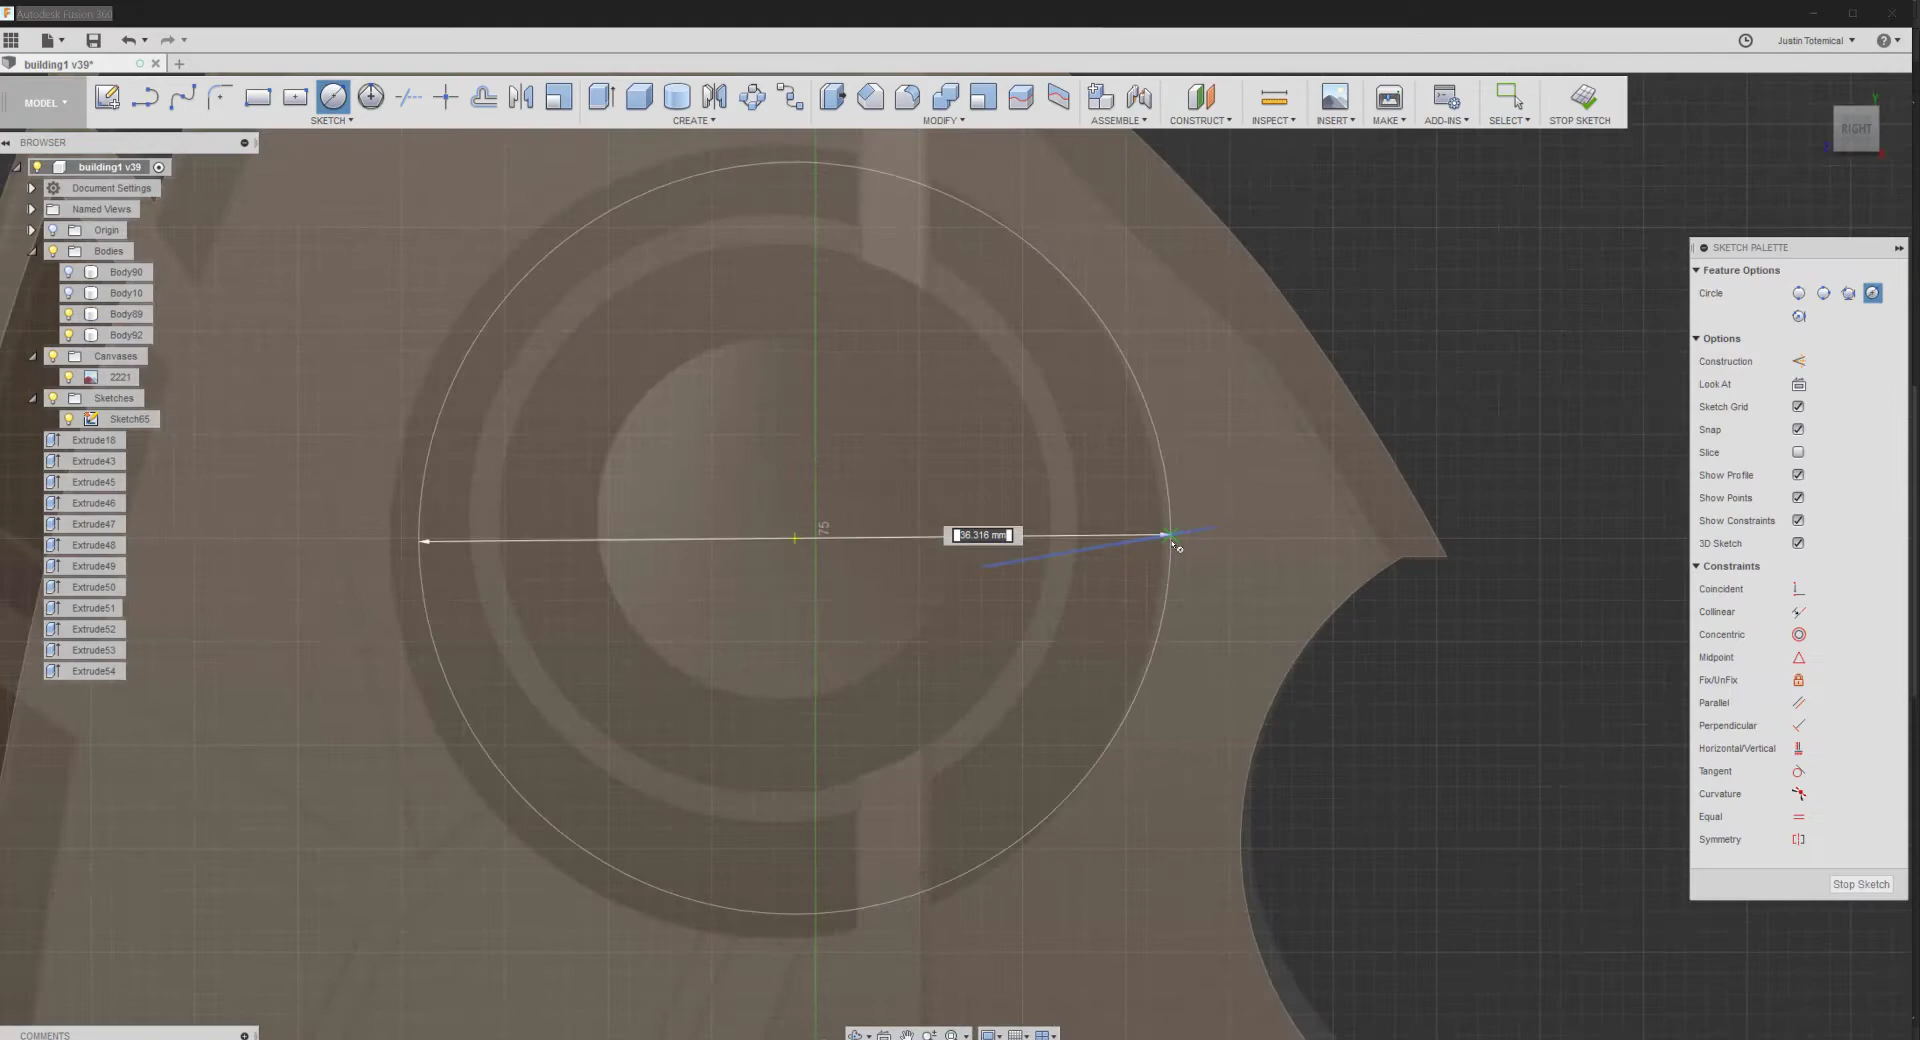 Autodesk Fusion 360
Justin Totemical
building1 v39*
MODEL
SKETCH
CREATE
MODIFY
ASSEMBLE
CONSTRUCT
INSPECT
INSERT
MAKE
ADD-INS
SELECT
STOP SKETCH
RIGHT
Y
X
BROWSER
building1 v39
Document Settings
Named Views
Origin
Bodies
Body90
Body10
Body89
Body92
Canvases
2221
Sketches
Sketch65
Extrude18
Extrude43
Extrude45
Extrude46
Extrude47
Extrude48
Extrude49
Extrude50
Extrude51
Extrude52
Extrude53
Extrude54
75
36.316 mm
SKETCH PALETTE
Feature Options
Circle
Options
Construction
Look At
Sketch Grid
Snap
Slice
Show Profile
Show Points
Show Constraints
3D Sketch
Constraints
Coincident
Collinear
Concentric
Midpoint
Fix/UnFix
Parallel
Perpendicular
Horizontal/Vertical
Tangent
Curvature
Equal
Symmetry
Stop Sketch
COMMENTS